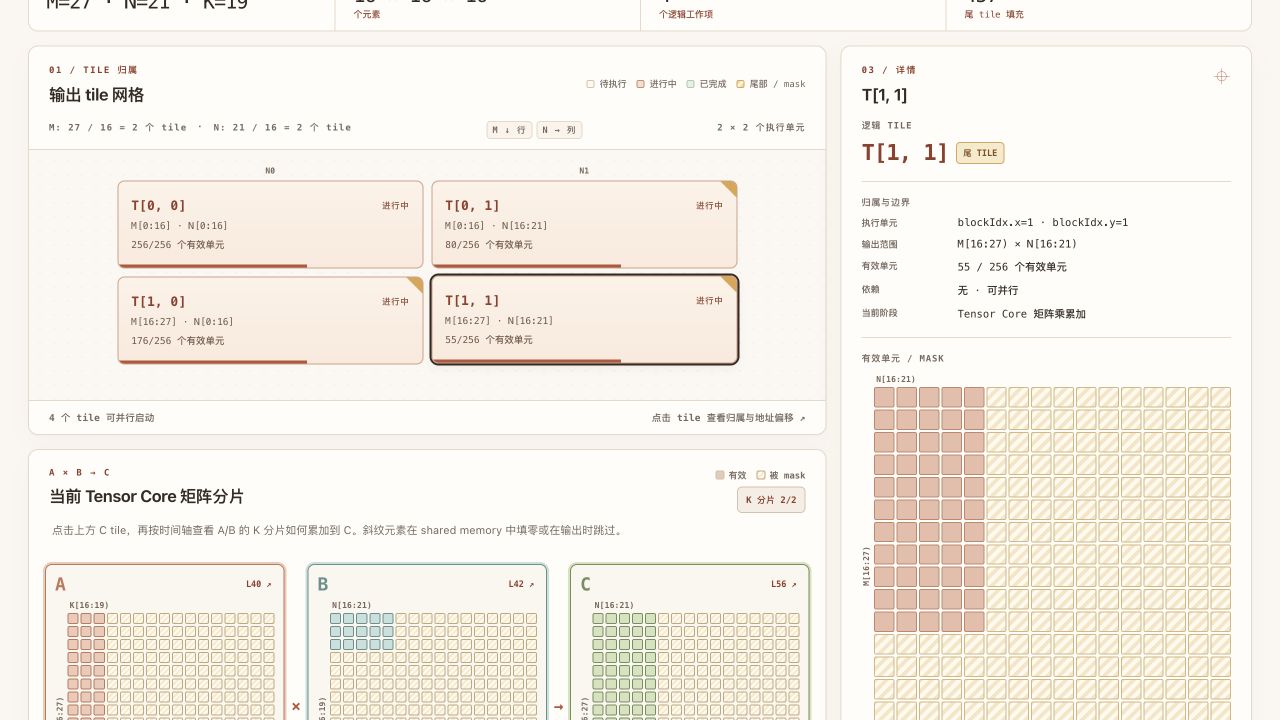 M=27 · N=21 · K=19
个元素
个逻辑工作项
尾 tile 填充
01 / TILE 归属
输出 tile 网格
待执行
进行中
已完成
尾部 / mask
M: 27 / 16 = 2 个 tile · N: 21 / 16 = 2 个 tile
M ↓ 行
N → 列
2 × 2 个执行单元
N0
N1
T[0, 0]
进行中
M[0:16] · N[0:16]
256/256 个有效单元
T[0, 1]
进行中
M[0:16] · N[16:21]
80/256 个有效单元
T[1, 0]
进行中
M[16:27] · N[0:16]
176/256 个有效单元
T[1, 1]
进行中
M[16:27] · N[16:21]
55/256 个有效单元
4 个 tile 可并行启动
点击 tile 查看归属与地址偏移 ↗
A × B → C
当前 Tensor Core 矩阵分片
有效
被 mask
K 分片 2/2
点击上方 C tile，再按时间轴查看 A/B 的 K 分片如何累加到 C。斜纹元素在 shared memory 中填零或在输出时跳过。
A
L40 ↗
K[16:19)
B
L42 ↗
N[16:21)
C
L56 ↗
N[16:21)
×
→
03 / 详情
T[1, 1]
逻辑 TILE
T[1, 1]
尾 TILE
归属与边界
执行单元
blockIdx.x=1 · blockIdx.y=1
输出范围
M[16:27) × N[16:21)
有效单元
55 / 256 个有效单元
依赖
无 · 可并行
当前阶段
Tensor Core 矩阵乘累加
有效单元 / MASK
N[16:21)
M[16:27)